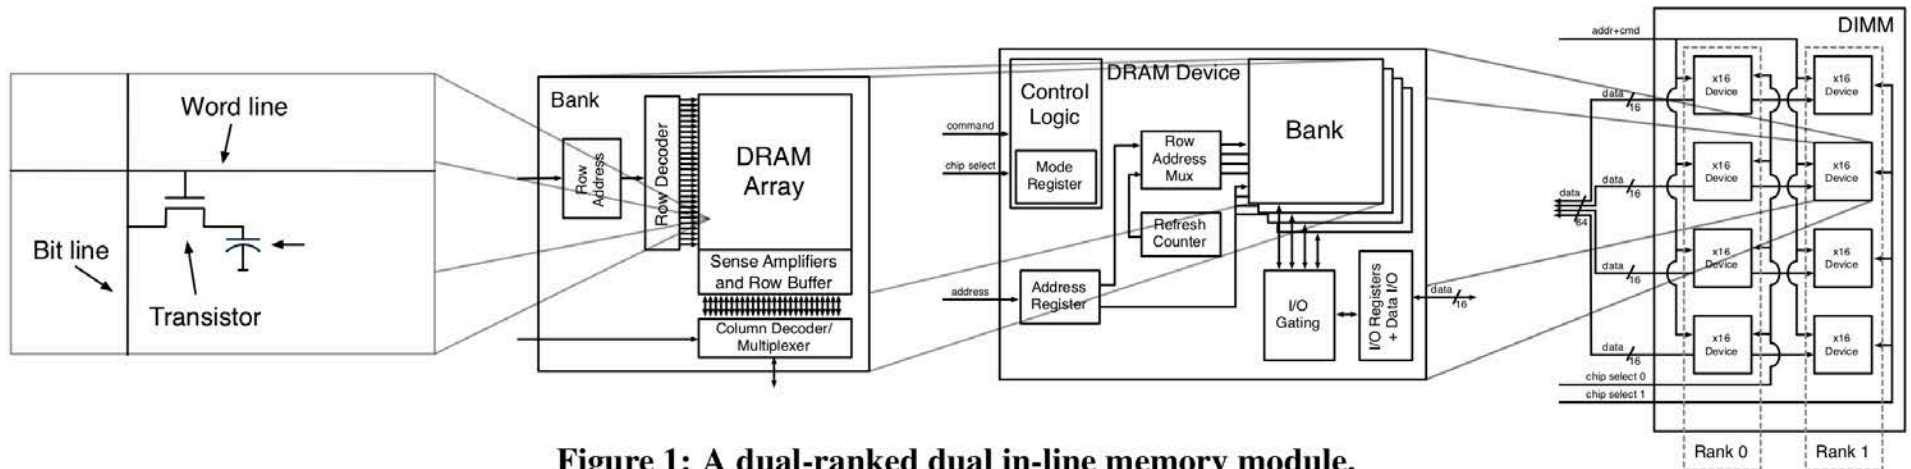 Word line
Bit line
Transistor
Bank
Row
Address
Row Decoder
DRAM
Array
Sense Amplifiers
and Row Buffer
Column Decoder/
Multiplexer
DRAM Device
Control
Logic
Mode
Register
command
chip select
address
Address
Register
Row
Address
Mux
Refresh
Counter
Bank
I/O
Gating
I/O Registers
+ Data I/O
data
16
DIMM
addr+cmd
data
16
data
16
data
64
data
16
data
16
chip select 0
chip select 1
x16
Device
x16
Device
x16
Device
x16
Device
x16
Device
x16
Device
x16
Device
x16
Device
Rank 0
Rank 1
Figure 1: A dual-ranked dual in-line memory module.